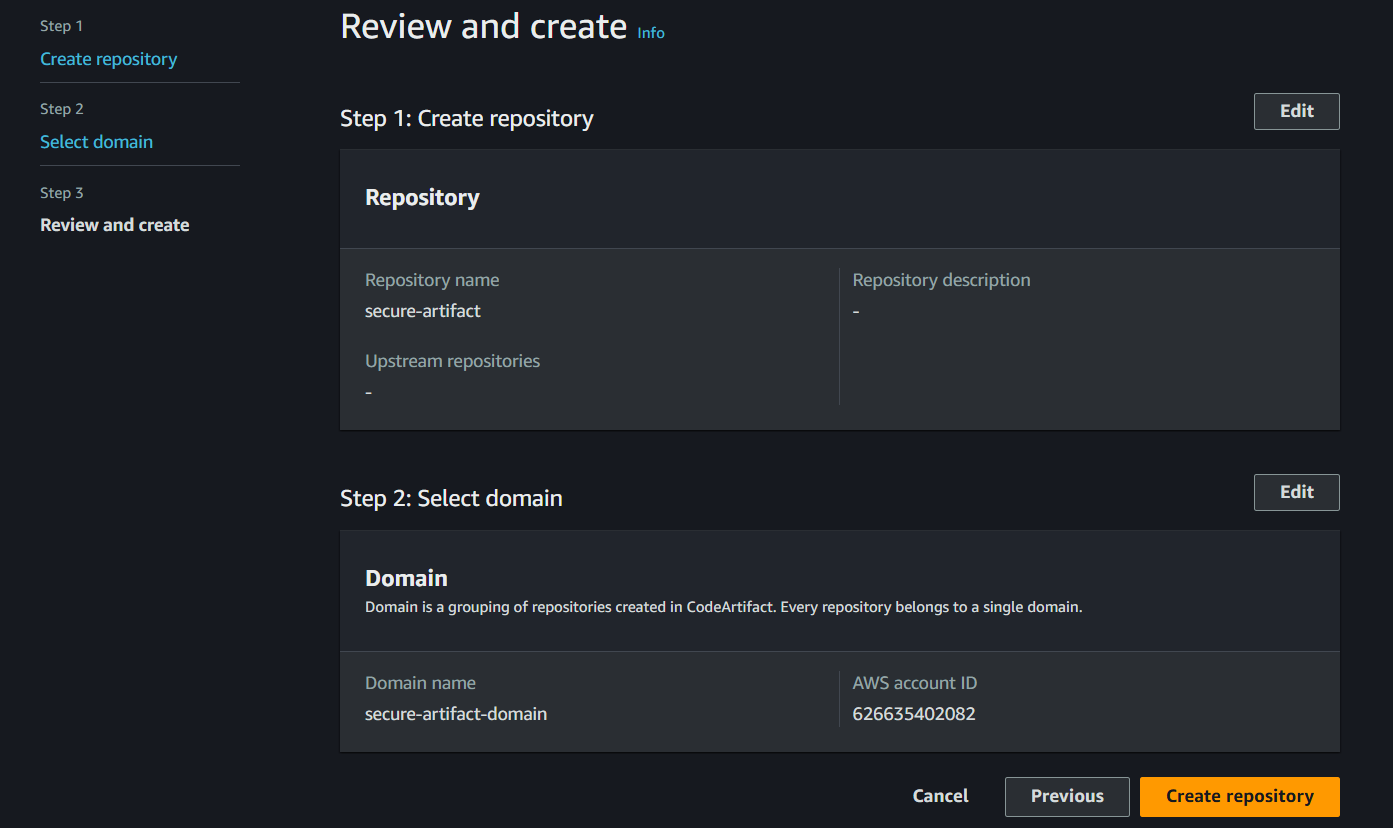 Step 1
Create repository
Step 2
Select domain
Step 3
Review and create
Review and create Info
Step 1: Create repository
Edit
Repository
Repository name
secure-artifact
Repository description
-
Upstream repositories
-
Step 2: Select domain
Edit
Domain
Domain is a grouping of repositories created in CodeArtifact. Every repository belongs to a single domain.
Domain name
secure-artifact-domain
AWS account ID
626635402082
Cancel
Previous
Create repository